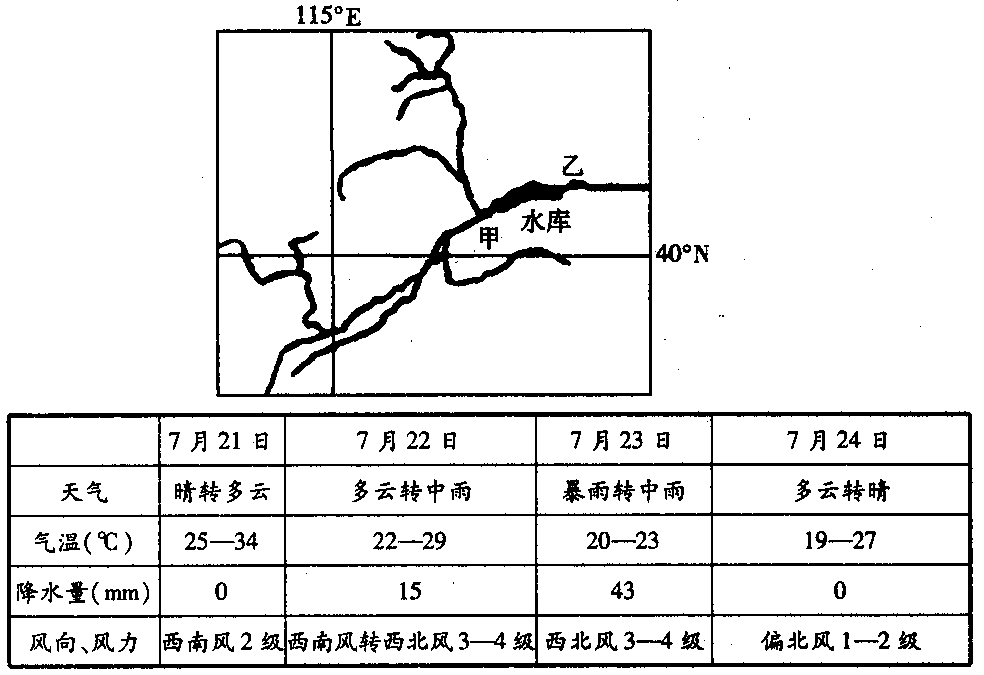 115°E
乙
水库
甲
40°N
7月21日 7月22日 7月23日 7月24日
天气 晴转多云 多云转中雨 暴雨转中雨 多云转晴
气温(℃) 25—34 22—29 20—23 19—27
降水量(mm) 0 15 43 0
风向、风力 西南风2级 西南风转西北风3—4级 西北风3—4级 偏北风1—2级